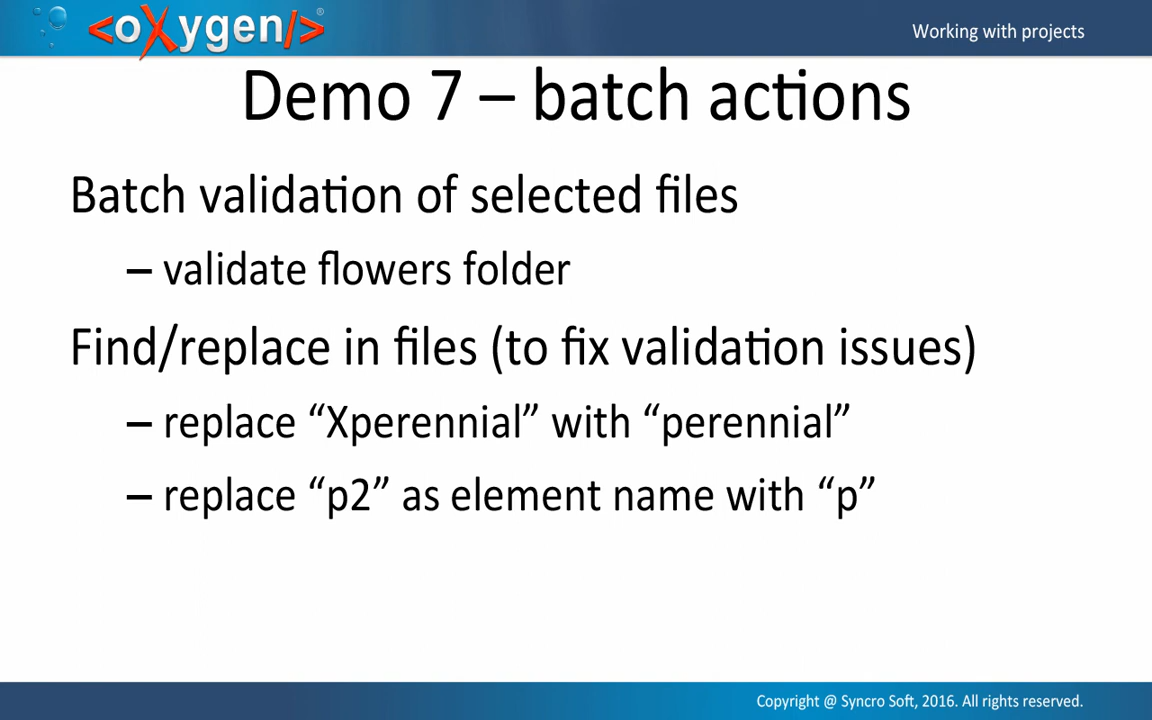 <oXygen/>®
Working with projects
Demo 7 – batch actions
Batch validation of selected files
– validate flowers folder
Find/replace in files (to fix validation issues)
– replace “Xperennial” with “perennial”
– replace “p2” as element name with “p”
Copyright @ Syncro Soft, 2016. All rights reserved.